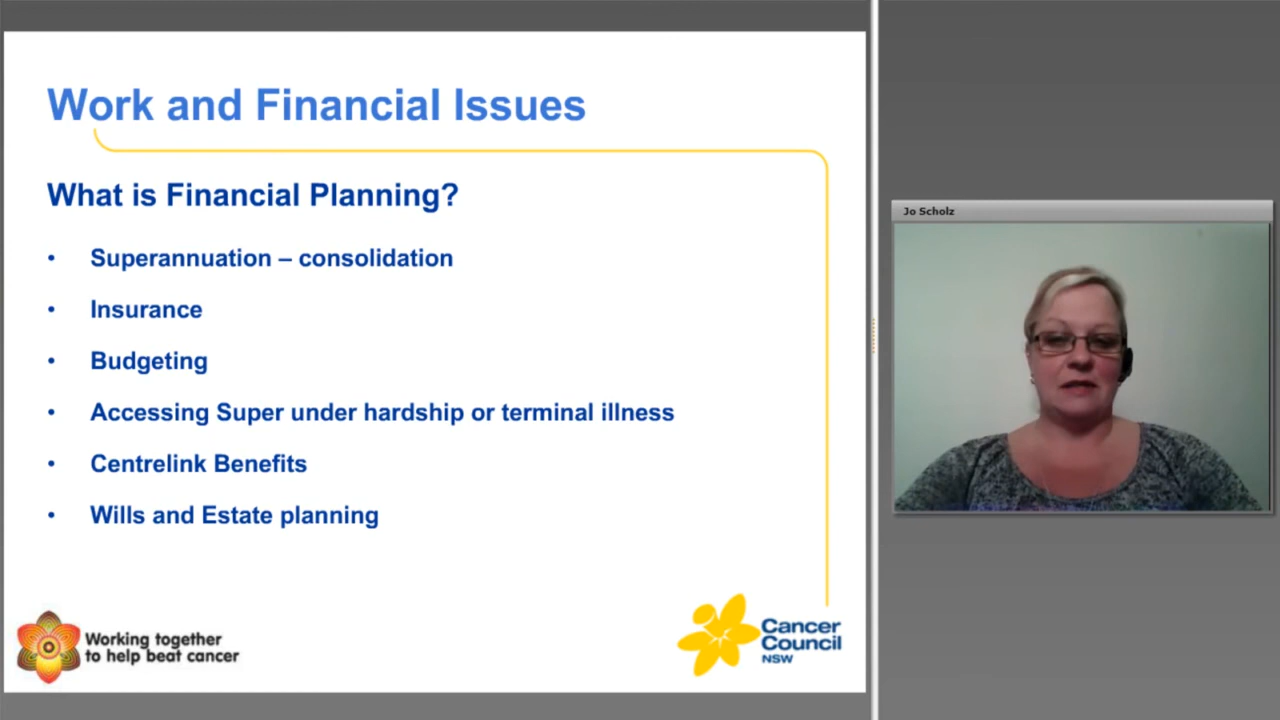 Work and Financial Issues
What is Financial Planning?
• Superannuation – consolidation
• Insurance
• Budgeting
• Accessing Super under hardship or terminal illness
• Centrelink Benefits
• Wills and Estate planning
Working together
to help beat cancer
Cancer
Council
NSW
Jo Scholz